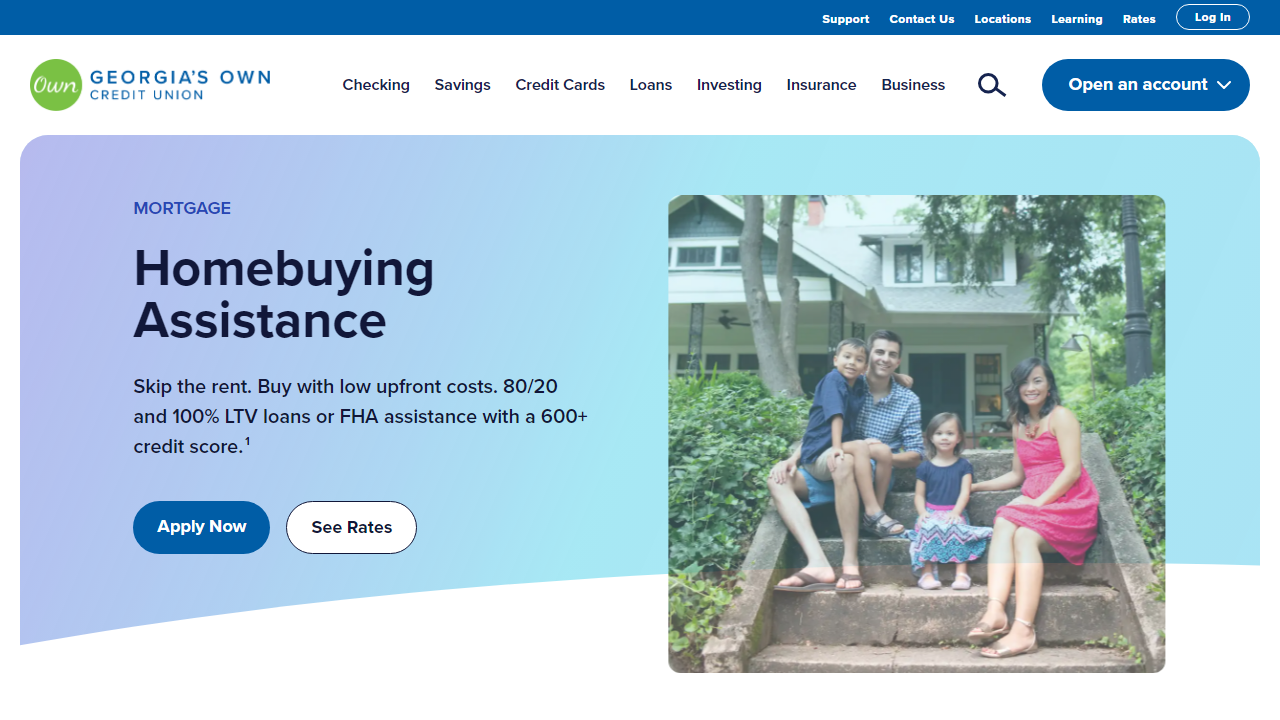 Support Contact Us Locations Learning Rates Log In
Own GEORGIA'S OWN
CREDIT UNION
Checking Savings Credit Cards Loans Investing Insurance Business Open an account
MORTGAGE
Homebuying
Assistance
Skip the rent. Buy with low upfront costs. 80/20
and 100% LTV loans or FHA assistance with a 600+
credit score.¹
Apply Now See Rates